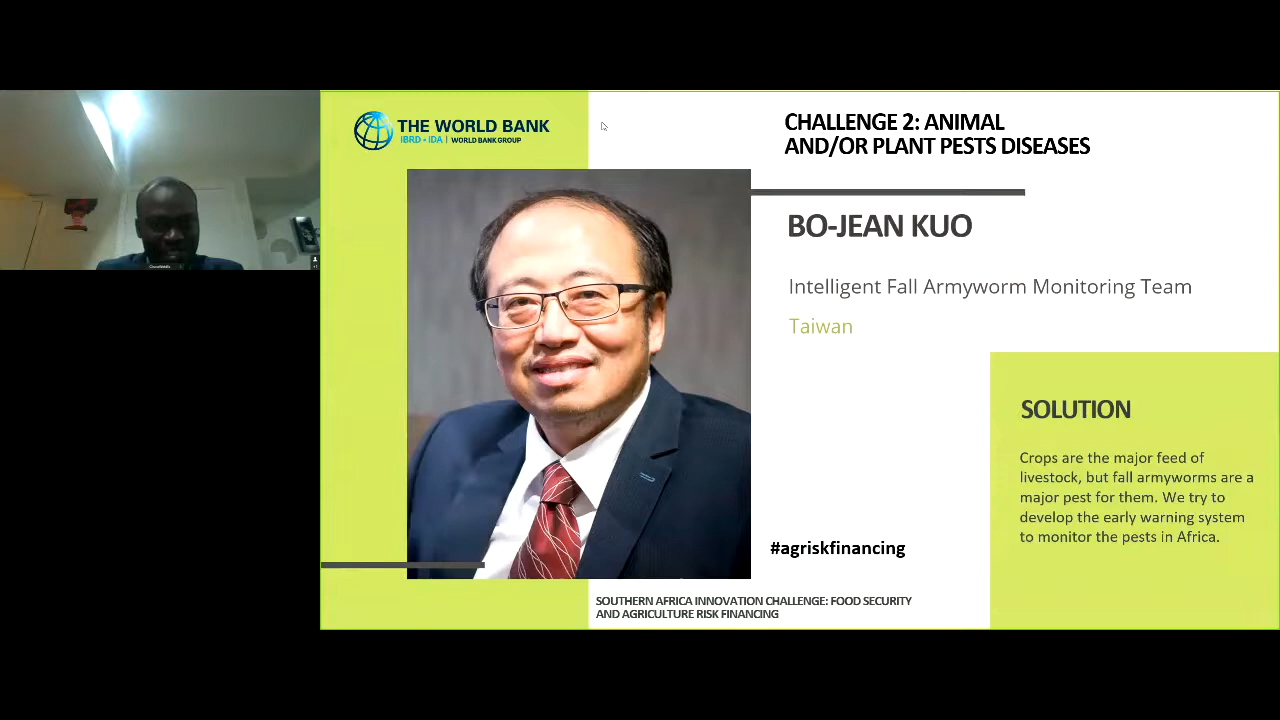 THE WORLD BANK
IBRD • IDA | WORLD BANK GROUP
CHALLENGE 2: ANIMAL
AND/OR PLANT PESTS DISEASES
BO-JEAN KUO
Intelligent Fall Armyworm Monitoring Team
Taiwan
SOLUTION
Crops are the major feed of
livestock, but fall armyworms are a
major pest for them. We try to
develop the early warning system
to monitor the pests in Africa.
#agriskfinancing
SOUTHERN AFRICA INNOVATION CHALLENGE: FOOD SECURITY
AND AGRICULTURE RISK FINANCING